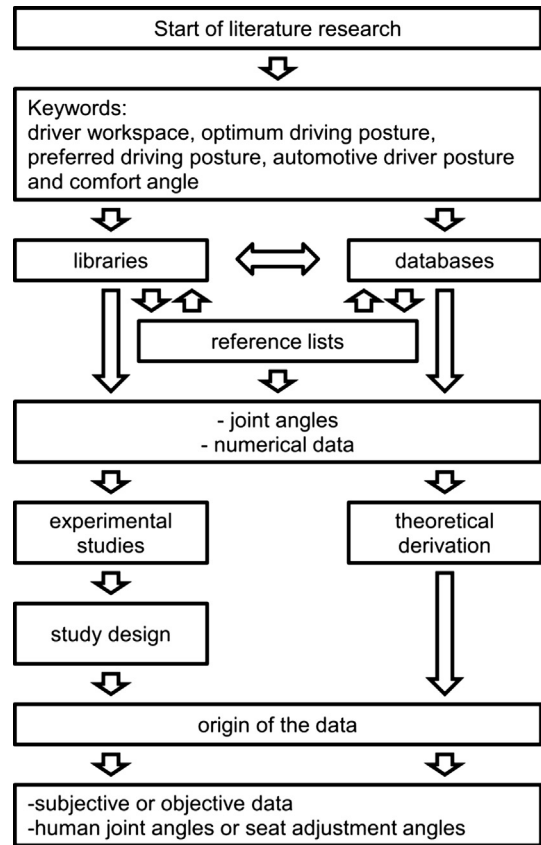 Start of literature research
Keywords:
driver workspace, optimum driving posture,
preferred driving posture, automotive driver posture
and comfort angle
libraries
databases
reference lists
- joint angles
- numerical data
experimental
studies
theoretical
derivation
study design
origin of the data
-subjective or objective data
-human joint angles or seat adjustment angles